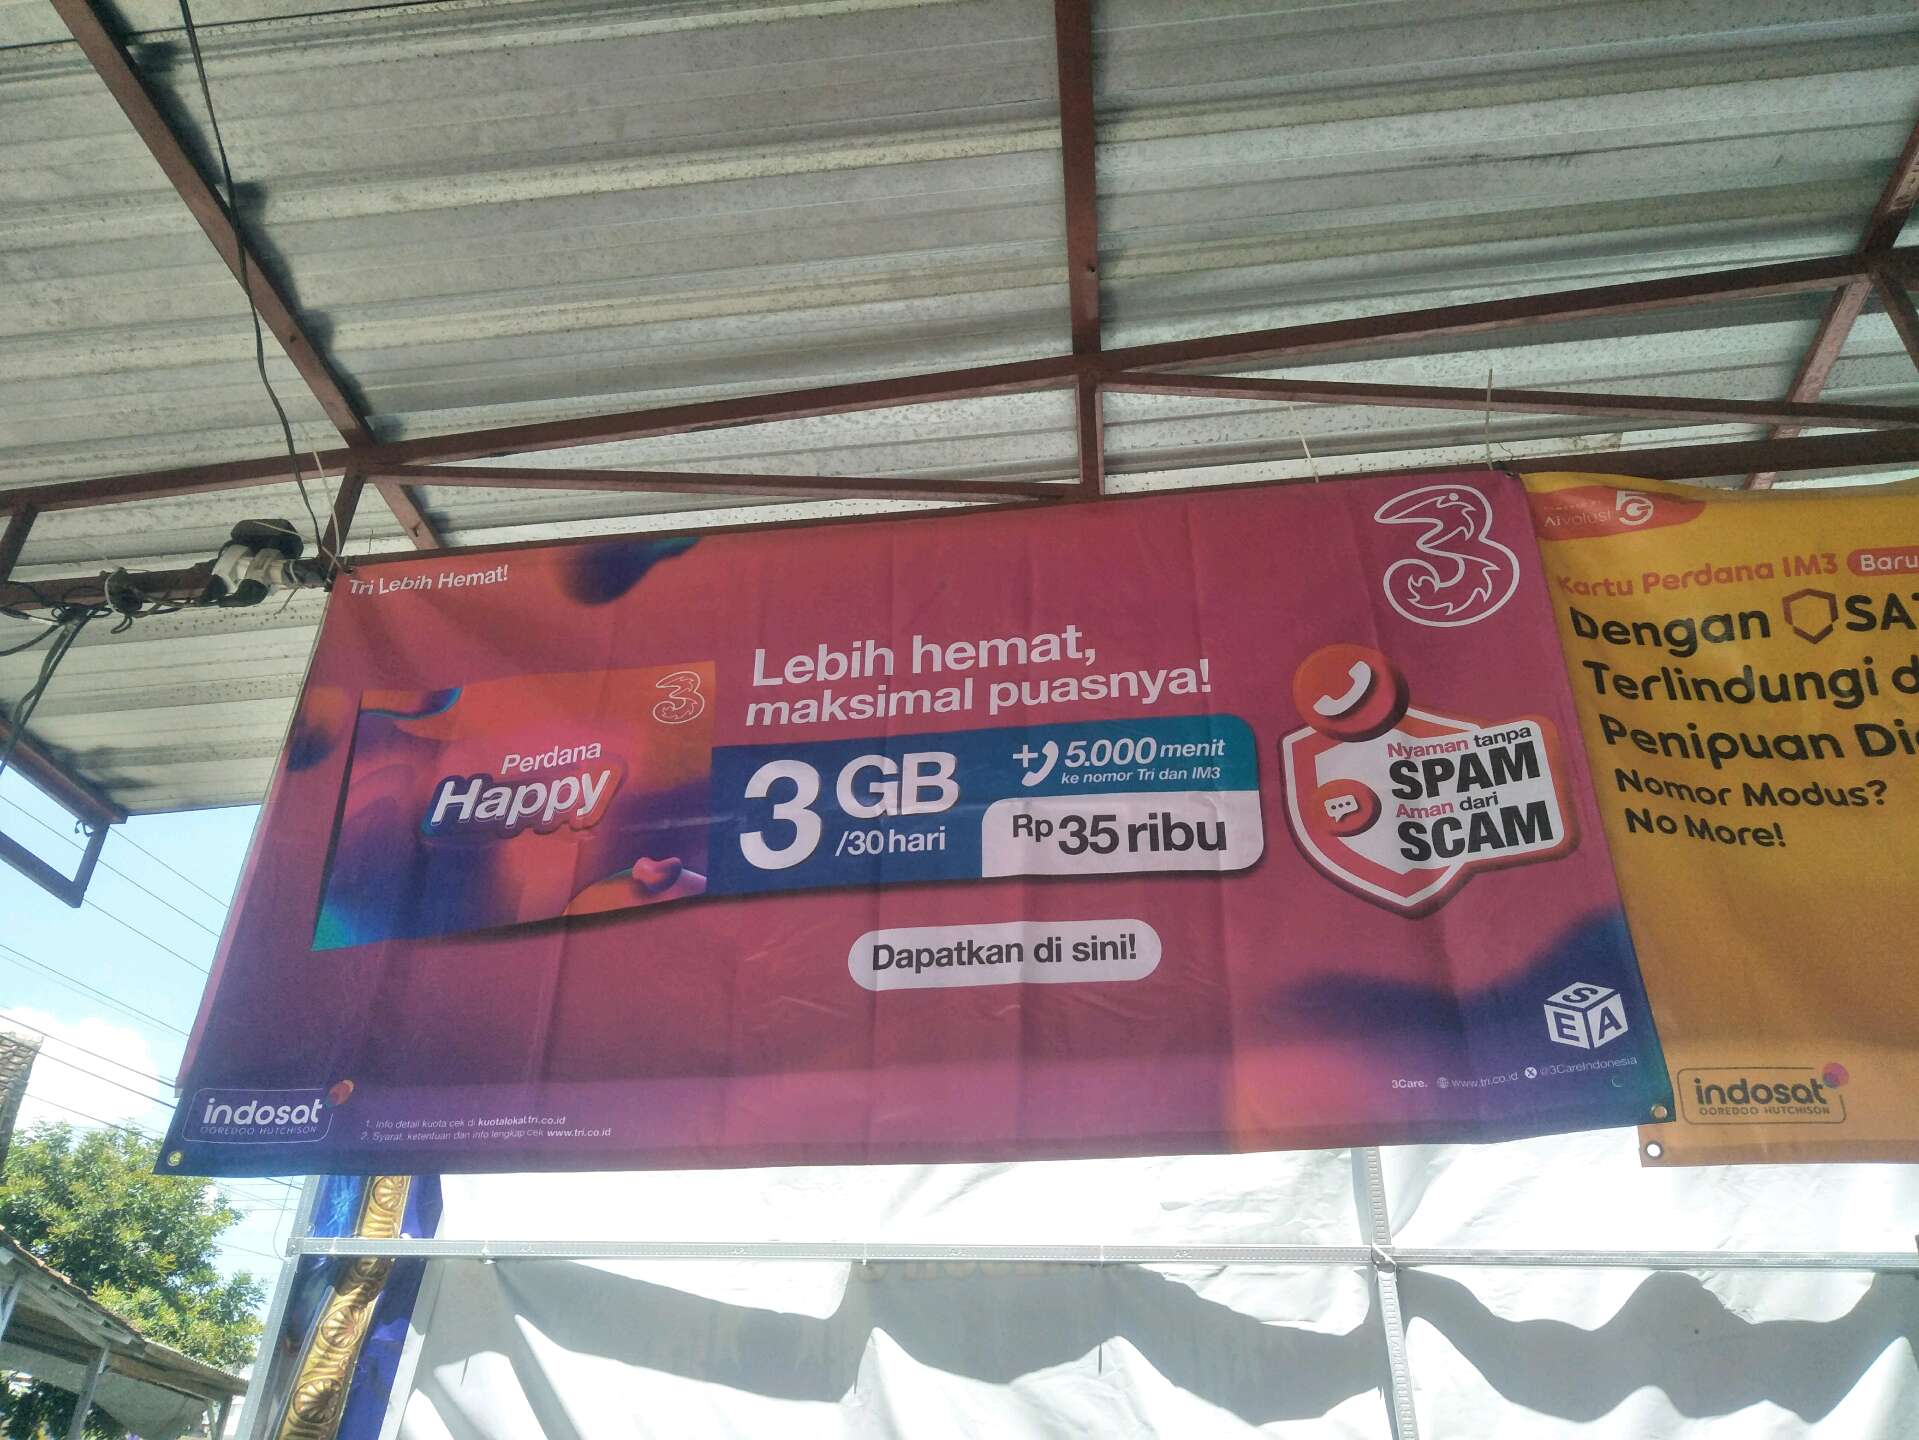 Tri Lebih Hemat!
3
Lebih hemat,
maksimal puasnya!
3
Perdana
Happy
3 GB
/30 hari
+ 5.000 menit
ke nomor Tri dan IM3
Rp 35 ribu
Nyaman tanpa
SPAM
Aman dari
SCAM
Dapatkan di sini!
S
E A
3Care. www.tri.co.id @3CareIndonesia
indosat
OOREDOO HUTCHISON
1. Info detail kuota cek di kuotalokal.tri.co.id
2. Syarat, ketentuan dan info lengkap cek www.tri.co.id
AIvolusi5G
Kartu Perdana IM3 Baru
Dengan SA
Terlindungi d
Penipuan Di
Nomor Modus?
No More!
indosat
OOREDOO HUTCHISON